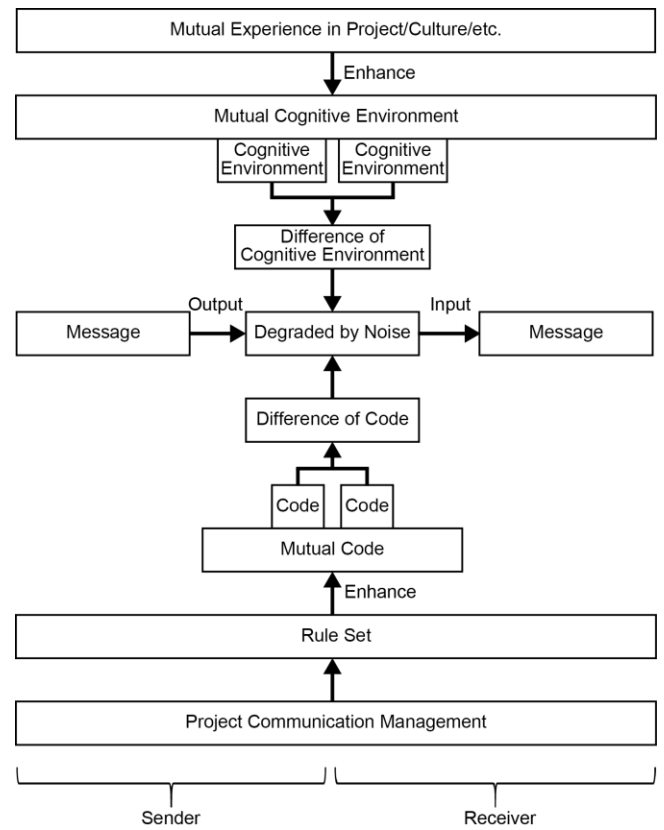 Mutual Experience in Project/Culture/etc.
Enhance
Mutual Cognitive Environment
Cognitive
Environment
Cognitive
Environment
Difference of
Cognitive Environment
Output
Input
Message
Degraded by Noise
Message
Difference of Code
Code
Code
Mutual Code
Enhance
Rule Set
Project Communication Management
Sender
Receiver